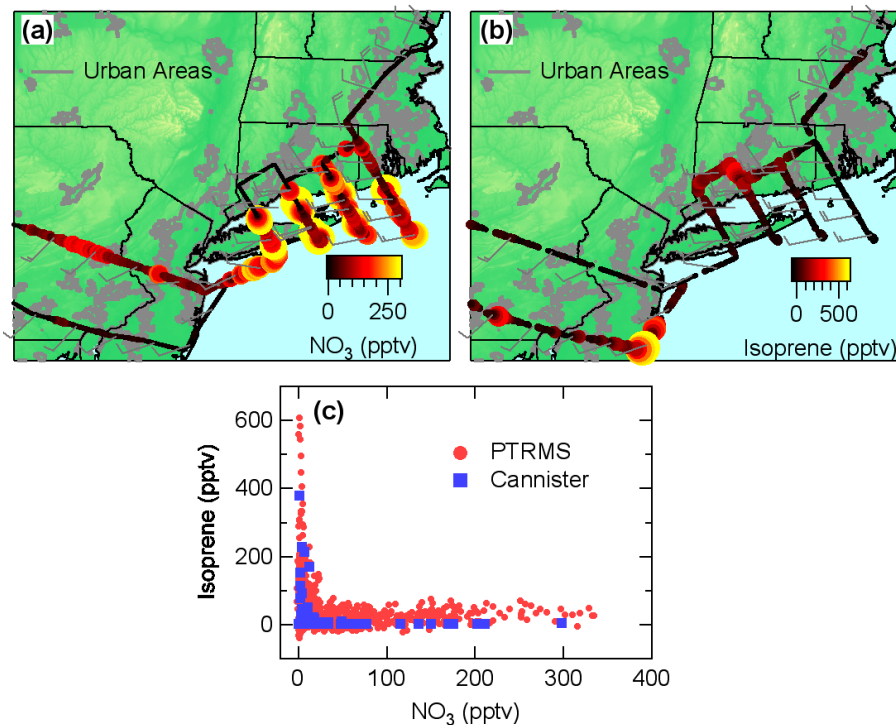 (a)
Urban Areas
0 250
NO3 (pptv)
(b)
Urban Areas
0 500
Isoprene (pptv)
(c)
PTRMS
Cannister
Isoprene (pptv)
600
400
200
0
0 100 200 300 400
NO3 (pptv)